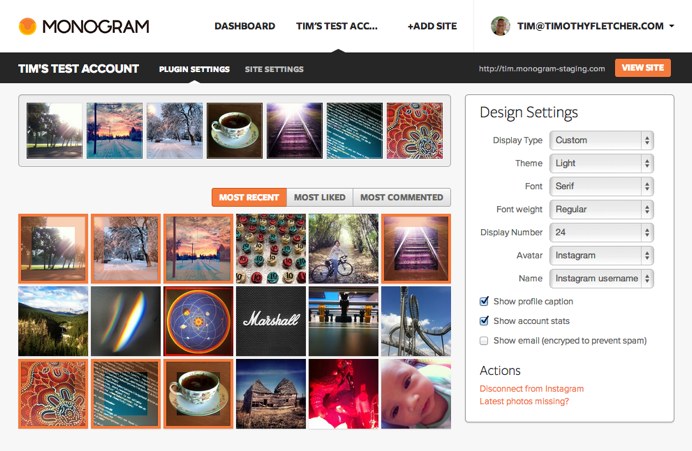 MONOGRAM
DASHBOARD
TIM'S TEST ACC...
+ADD SITE
TIM@TIMOTHYFLETCHER.COM
TIM'S TEST ACCOUNT
PLUGIN SETTINGS
SITE SETTINGS
http://tim.monogram-staging.com
VIEW SITE
MOST RECENT
MOST LIKED
MOST COMMENTED
Marshall
Design Settings
Display Type Custom
Theme Light
Font Serif
Font weight Regular
Display Number 24
Avatar Instagram
Name Instagram username
Show profile caption
Show account stats
Show email (encryped to prevent spam)
Actions
Disconnect from Instagram
Latest photos missing?